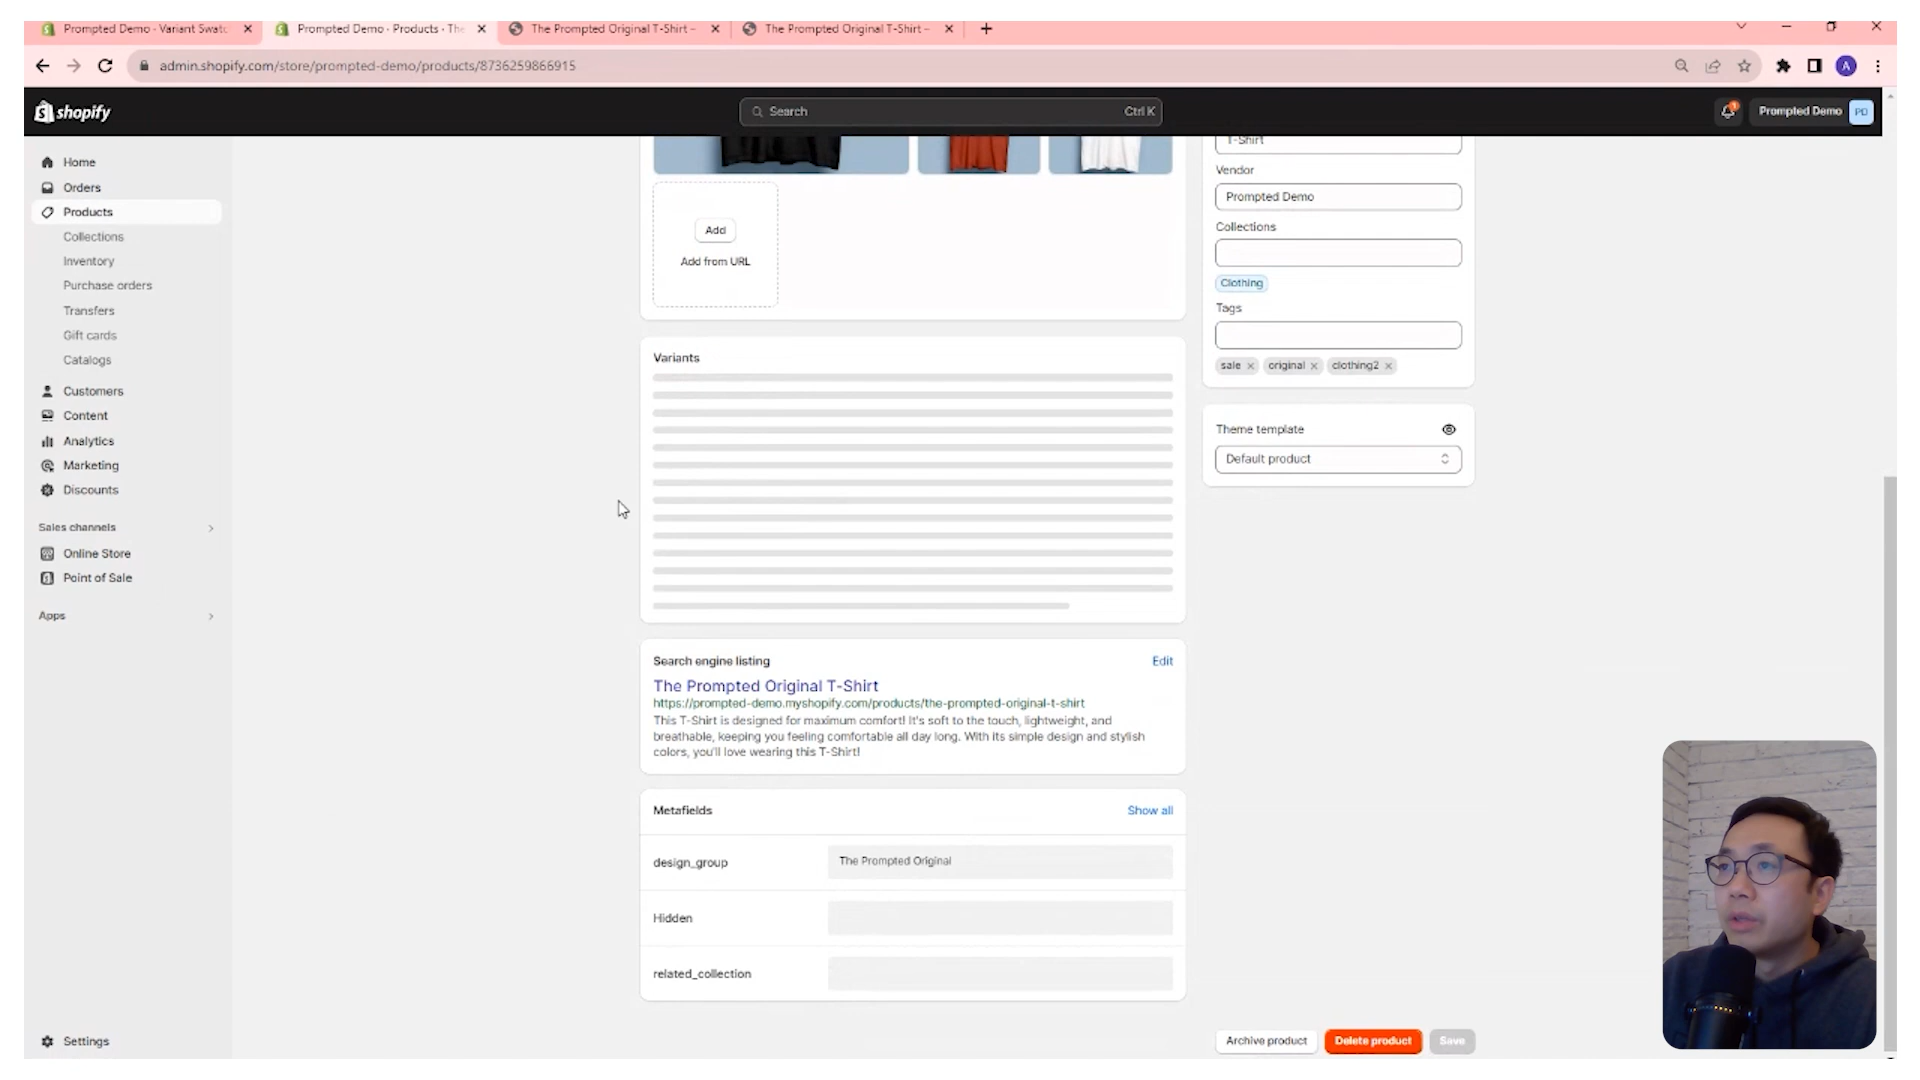 Prompted Demo · Variant Swatc
Prompted Demo · Products · The
The Prompted Original T-Shirt –
The Prompted Original T-Shirt –
admin.shopify.com/store/prompted-demo/products/8736259866915
A
shopify
Search
Ctrl K
Prompted Demo
PD
Home
Orders
Products
Collections
Inventory
Purchase orders
Transfers
Gift cards
Catalogs
Customers
Content
Analytics
Marketing
Discounts
Sales channels
Online Store
Point of Sale
Apps
Settings
Add
Add from URL
Variants
Search engine listing
Edit
The Prompted Original T-Shirt
https://prompted-demo.myshopify.com/products/the-prompted-original-t-shirt
This T-Shirt is designed for maximum comfort! It's soft to the touch, lightweight, and
breathable, keeping you feeling comfortable all day long. With its simple design and stylish
colors, you'll love wearing this T-Shirt!
Metafields
Show all
design_group
The Prompted Original
Hidden
related_collection
T-Shirt
Vendor
Prompted Demo
Collections
Clothing
Tags
sale
original
clothing2
Theme template
Default product
Archive product
Delete product
Save